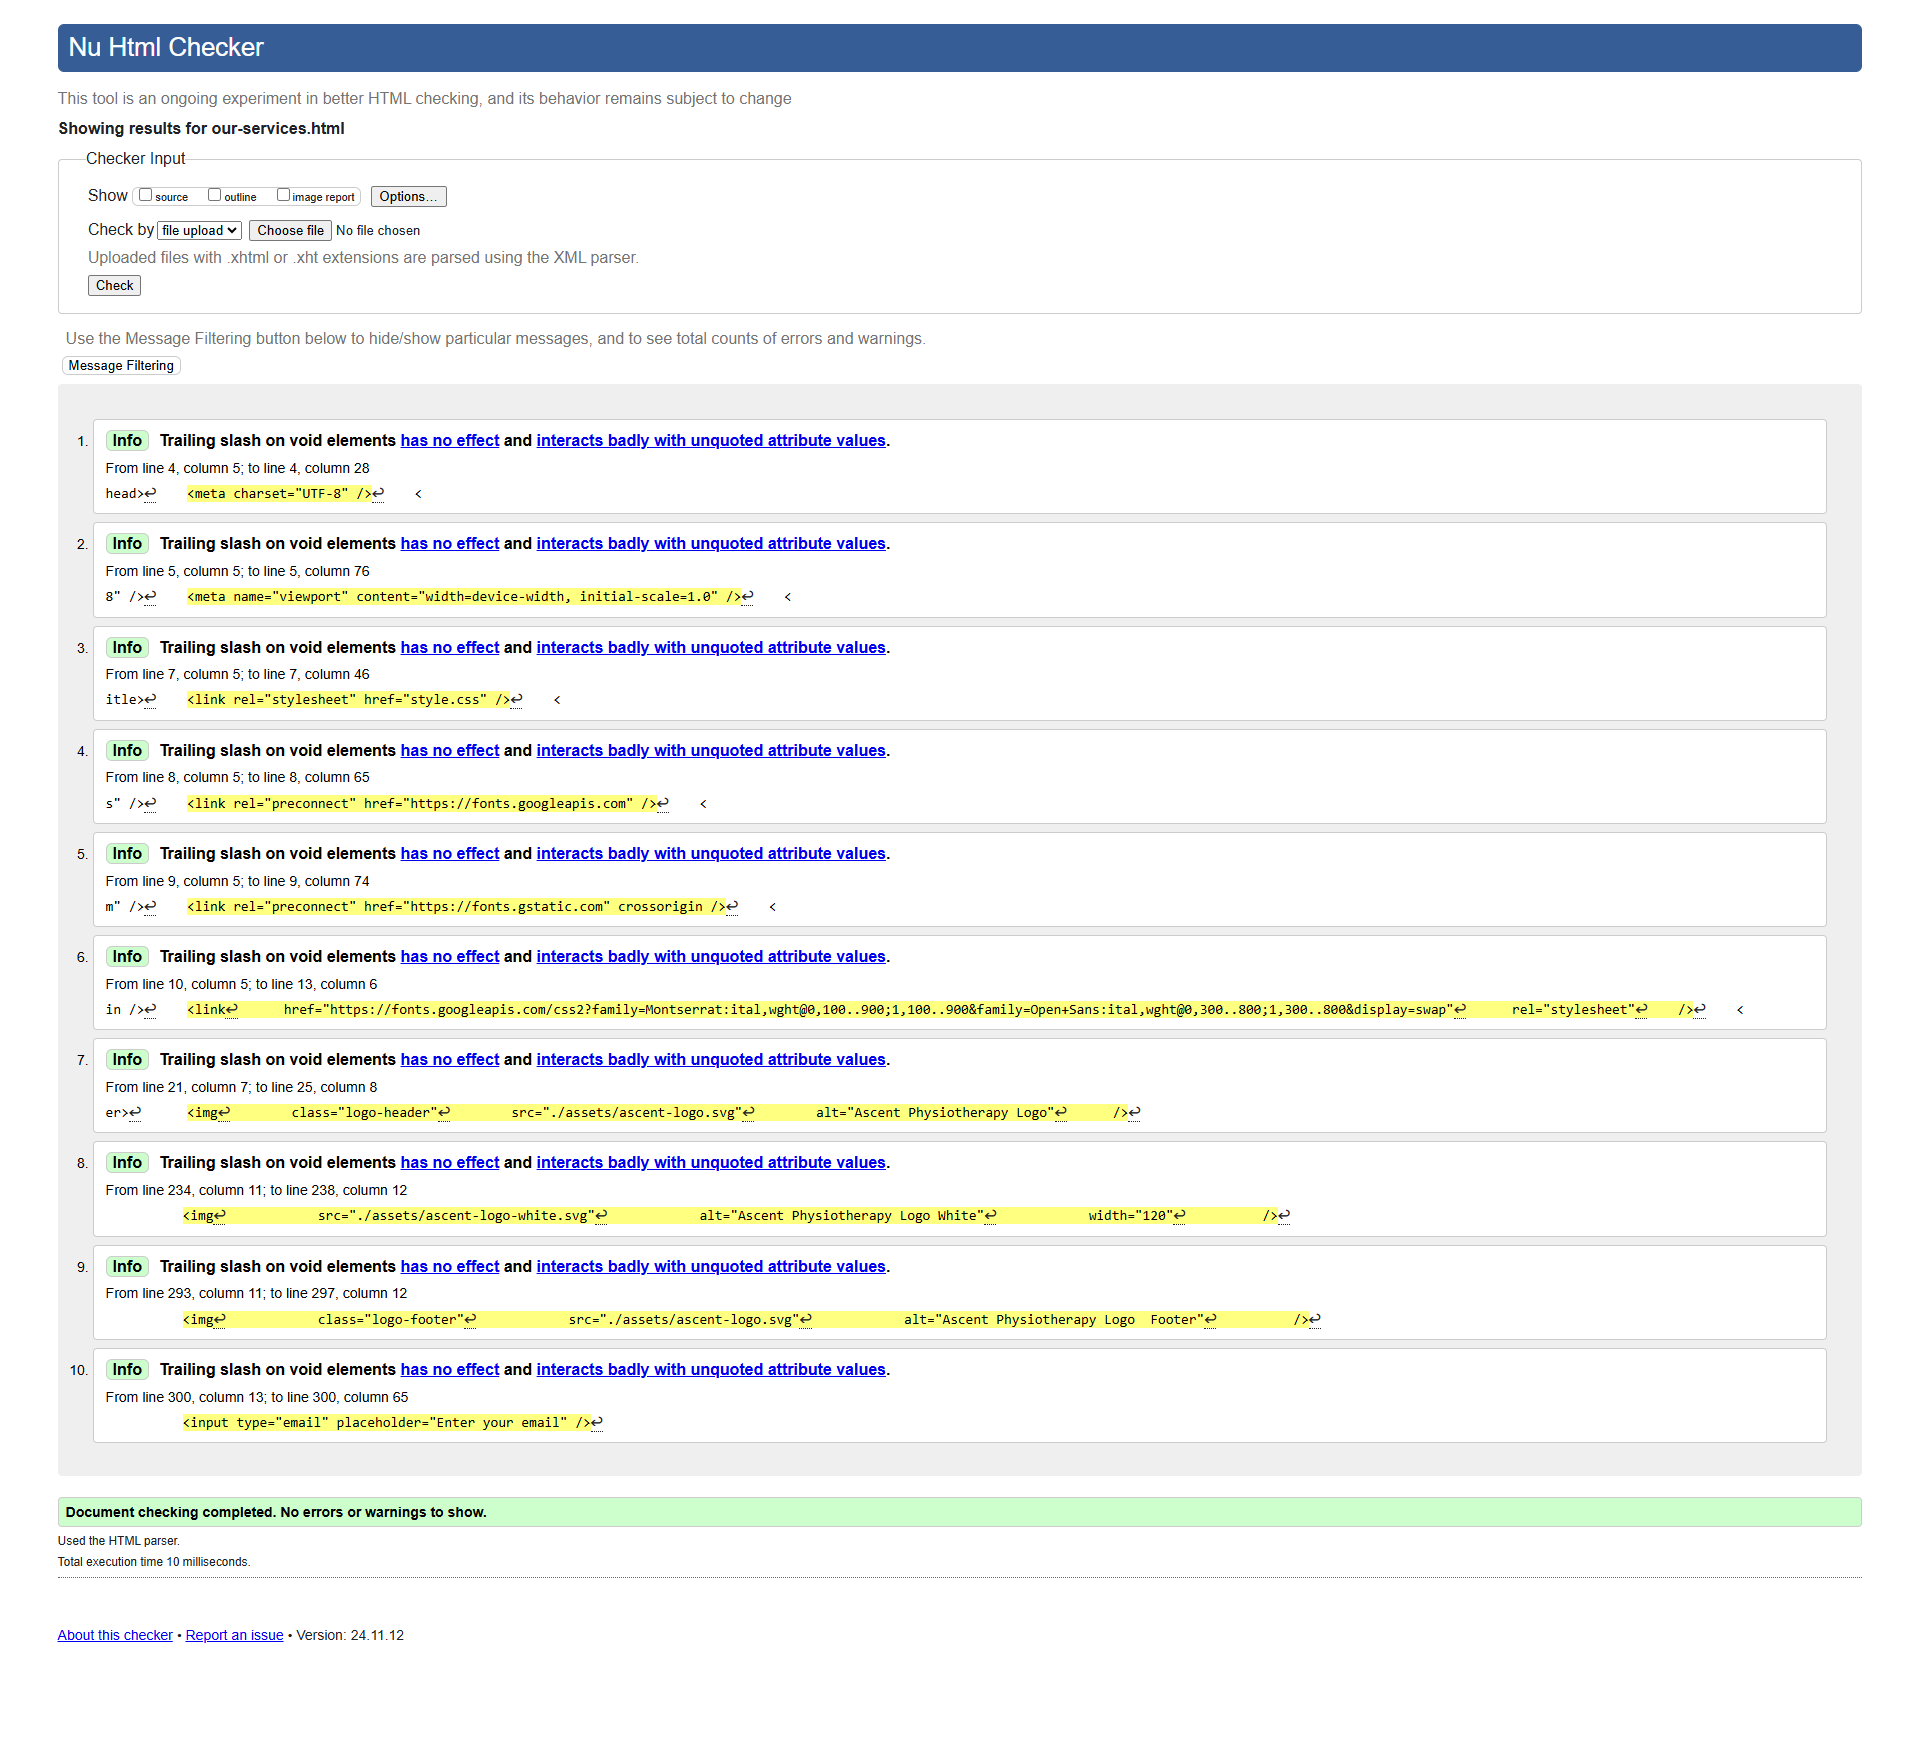 Nu Html Checker
This tool is an ongoing experiment in better HTML checking, and its behavior remains subject to change
Showing results for our-services.html
Checker Input
Show source outline image report Options...
Check by file upload Choose file No file chosen
Uploaded files with .xhtml or .xht extensions are parsed using the XML parser.
Check
Use the Message Filtering button below to hide/show particular messages, and to see total counts of errors and warnings.
Message Filtering
1. Info Trailing slash on void elements has no effect and interacts badly with unquoted attribute values.
From line 4, column 5; to line 4, column 28
head>↩    <meta charset="UTF-8" />↩    <
2. Info Trailing slash on void elements has no effect and interacts badly with unquoted attribute values.
From line 5, column 5; to line 5, column 76
8" />↩    <meta name="viewport" content="width=device-width, initial-scale=1.0" />↩    <
3. Info Trailing slash on void elements has no effect and interacts badly with unquoted attribute values.
From line 7, column 5; to line 7, column 46
itle>↩    <link rel="stylesheet" href="style.css" />↩    <
4. Info Trailing slash on void elements has no effect and interacts badly with unquoted attribute values.
From line 8, column 5; to line 8, column 65
s" />↩    <link rel="preconnect" href="https://fonts.googleapis.com" />↩    <
5. Info Trailing slash on void elements has no effect and interacts badly with unquoted attribute values.
From line 9, column 5; to line 9, column 74
m" />↩    <link rel="preconnect" href="https://fonts.gstatic.com" crossorigin />↩    <
6. Info Trailing slash on void elements has no effect and interacts badly with unquoted attribute values.
From line 10, column 5; to line 13, column 6
in />↩    <link↩      href="https://fonts.googleapis.com/css2?family=Montserrat:ital,wght@0,100..900;1,100..900&family=Open+Sans:ital,wght@0,300..800;1,300..800&display=swap"↩      rel="stylesheet"↩    />↩    <
7. Info Trailing slash on void elements has no effect and interacts badly with unquoted attribute values.
From line 21, column 7; to line 25, column 8
er>↩      <img↩        class="logo-header"↩        src="./assets/ascent-logo.svg"↩        alt="Ascent Physiotherapy Logo"↩      />↩
8. Info Trailing slash on void elements has no effect and interacts badly with unquoted attribute values.
From line 234, column 11; to line 238, column 12
<img↩            src="./assets/ascent-logo-white.svg"↩            alt="Ascent Physiotherapy Logo White"↩            width="120"↩          />↩
9. Info Trailing slash on void elements has no effect and interacts badly with unquoted attribute values.
From line 293, column 11; to line 297, column 12
<img↩            class="logo-footer"↩            src="./assets/ascent-logo.svg"↩            alt="Ascent Physiotherapy Logo  Footer"↩          />↩
10. Info Trailing slash on void elements has no effect and interacts badly with unquoted attribute values.
From line 300, column 13; to line 300, column 65
<input type="email" placeholder="Enter your email" />↩
Document checking completed. No errors or warnings to show.
Used the HTML parser.
Total execution time 10 milliseconds.
About this checker • Report an issue • Version: 24.11.12